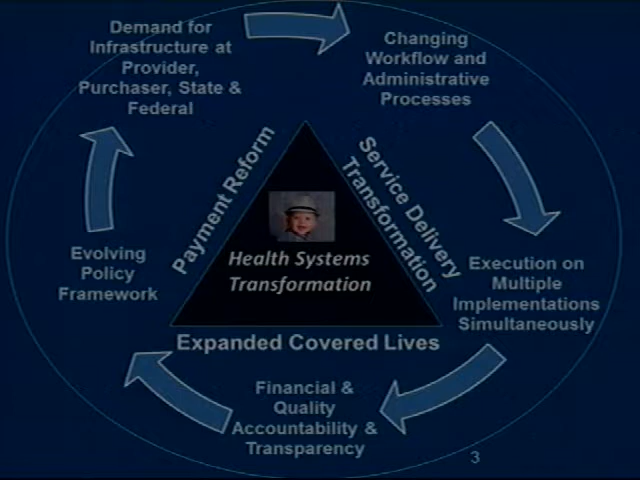 Demand for
Infrastructure at
Provider,
Purchaser, State &
Federal
Changing
Workflow and
Administrative
Processes
Payment Reform
Service Delivery
Transformation
Health Systems
Transformation
Evolving
Policy
Framework
Execution on
Multiple
Implementations
Simultaneously
Expanded Covered Lives
Financial &
Quality
Accountability &
Transparency
3